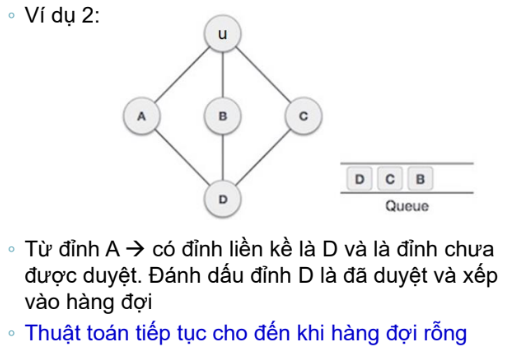 Ví dụ 2:
u
A
B
C
D
D C B
Queue
Từ đỉnh A → có đỉnh liền kề là D và là đỉnh chưa
được duyệt. Đánh dấu đỉnh D là đã duyệt và xếp
vào hàng đợi
Thuật toán tiếp tục cho đến khi hàng đợi rỗng